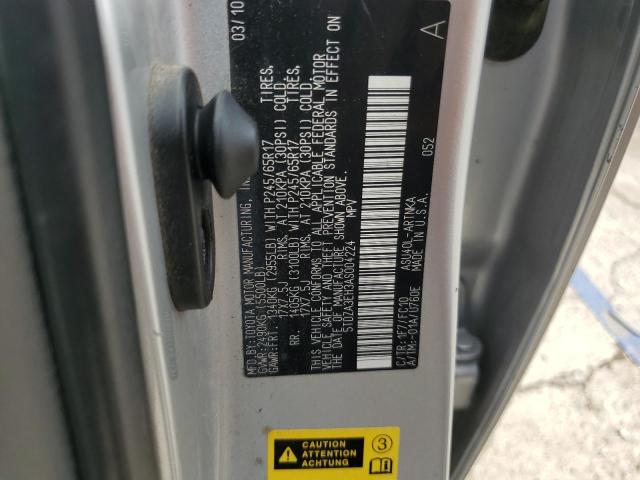 MFD.BY:TOYOTA MOTOR MANUFACTURING, IN 03/10
GVWR:2490KG(5500LB)
GAWR:FRT. 1340KG (2955LB) WITH P245/65R17 TIRES,
17X7.5J RIMS, AT 210KPA (30PSI) COLD.
RR. 1405KG (3100LB) WITH P245/65R17 TIRES,
17X7.5J RIMS, AT 210KPA (30PSI) COLD.
THIS VEHICLE CONFORMS TO ALL APPLICABLE FEDERAL MOTOR
VEHICLE SAFETY AND THEFT PREVENTION STANDARDS IN EFFECT ON
THE DATE OF MANUFACTURE SHOWN ABOVE.
5TDZA3EH3AS004224 MPV
A
052
C/TR:1F7/FC10 ASU40L-ARTNKA
A/TM:-01A/U760E MADE IN U.S.A.
CAUTION
ATTENTION
ACHTUNG
3